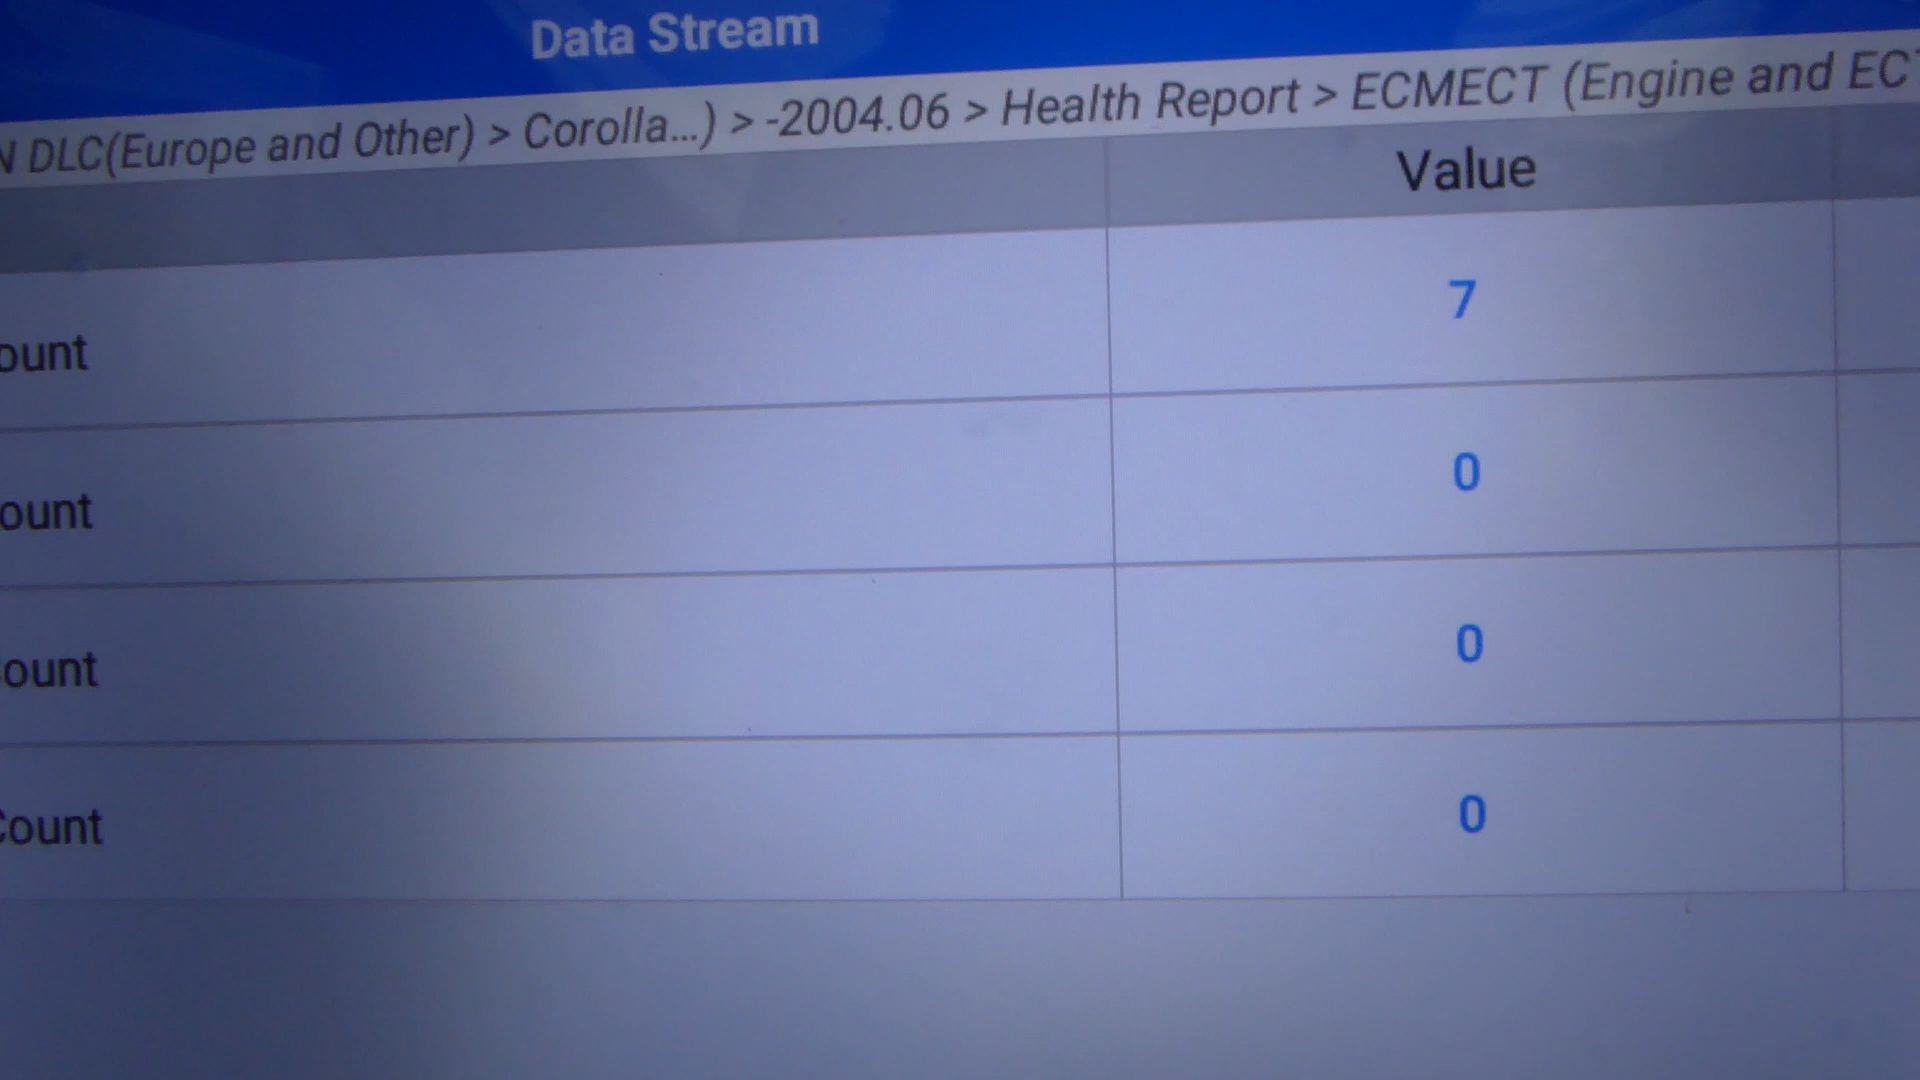 Data Stream
DLC(Europe and Other) > Corolla...) > -2004.06 > Health Report > ECMECT (Engine and EC
Value
ount
7
ount
0
ount
0
Count
0